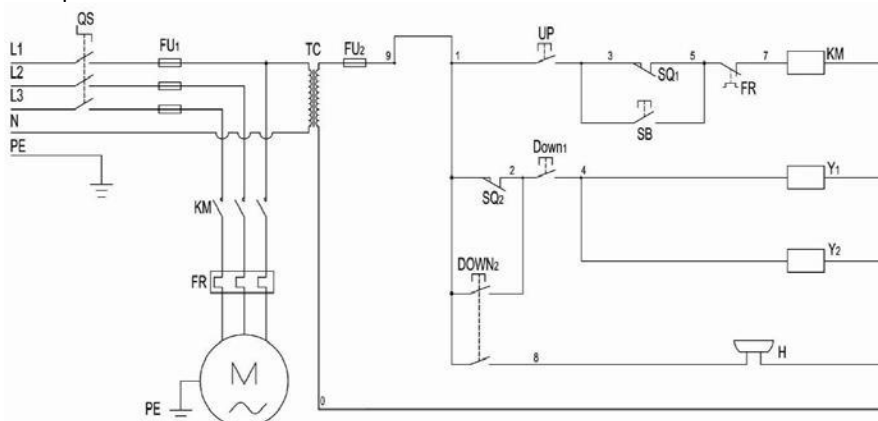 QS
UP
L1
FU1
TC
FU2
9
1
3
5
7
KM
L2
SQ1
FR
L3
N
SB
PE
Down1
2
4
Y1
KM
SQ2
Y2
DOWN2
FR
8
H
M
PE
0